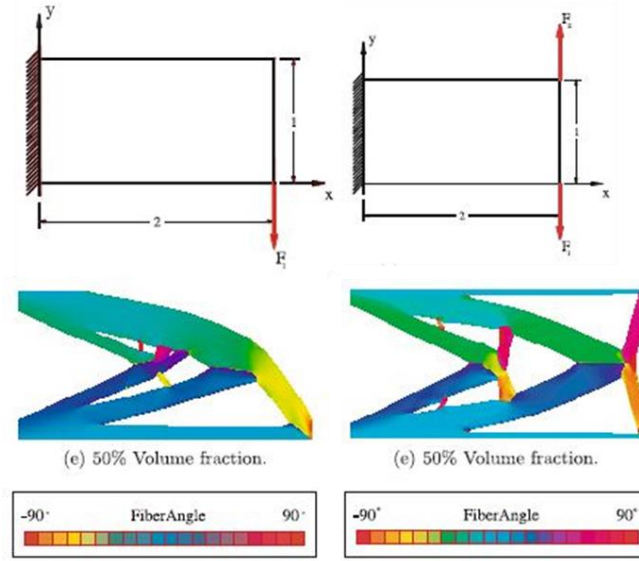 y
1
x
2
F₁
y
F₂
1
x
2
F₁
(e) 50% Volume fraction.
(e) 50% Volume fraction.
-90° FiberAngle 90°
-90° FiberAngle 90°